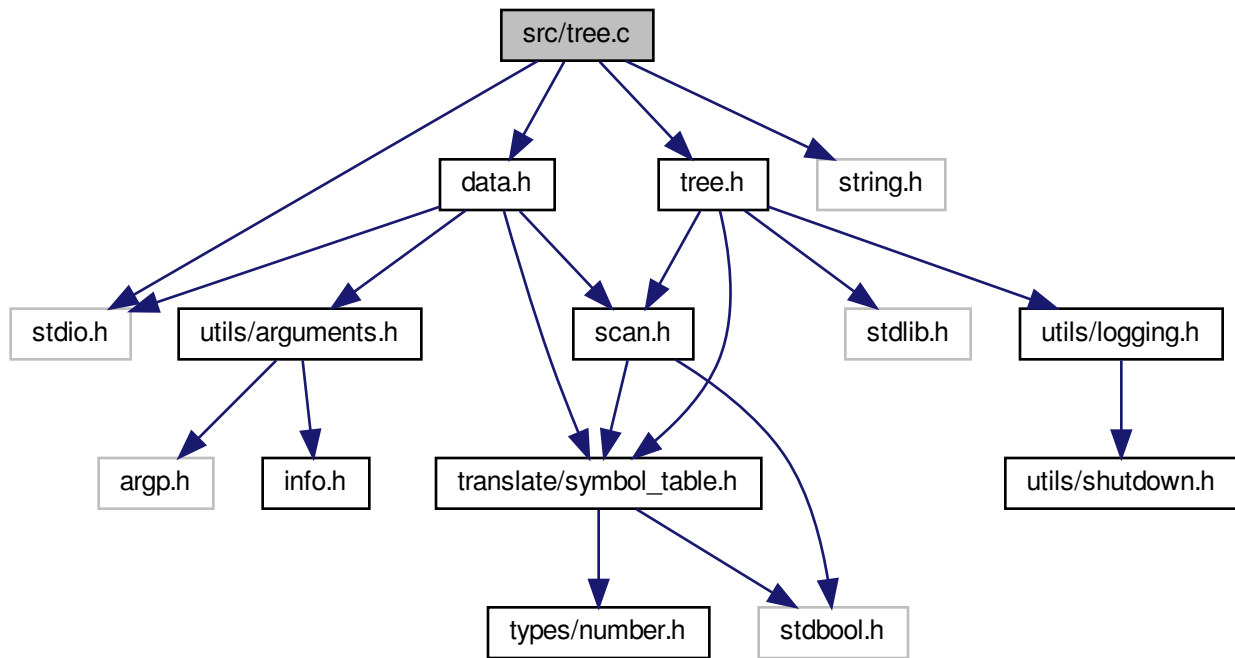 src/tree.c
data.h
tree.h
string.h
stdio.h
utils/arguments.h
scan.h
stdlib.h
utils/logging.h
argp.h
info.h
translate/symbol_table.h
utils/shutdown.h
types/number.h
stdbool.h